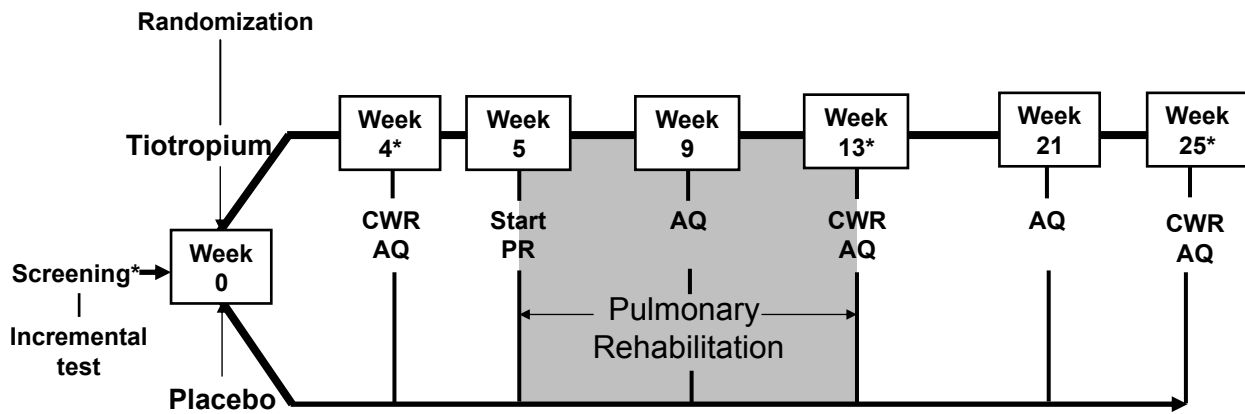 Randomization
Tiotropium
Week
4*
Week
5
Week
9
Week
13*
Week
21
Week
25*
CWR
AQ
Start
PR
AQ
CWR
AQ
AQ
CWR
AQ
Screening*
Week
0
Incremental
test
Placebo
Pulmonary
Rehabilitation